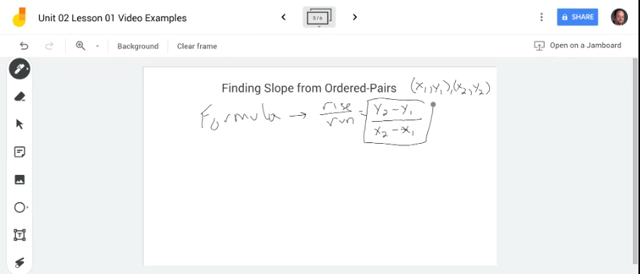 Unit 02 Lesson 01 Video Examples
5 / 6
SHARE
Background
Clear frame
Open on a Jamboard
Finding Slope from Ordered-Pairs (x₁,y₁),(x₂,y₂)
Formula → rise/run = y₂-y₁/x₂-x₁